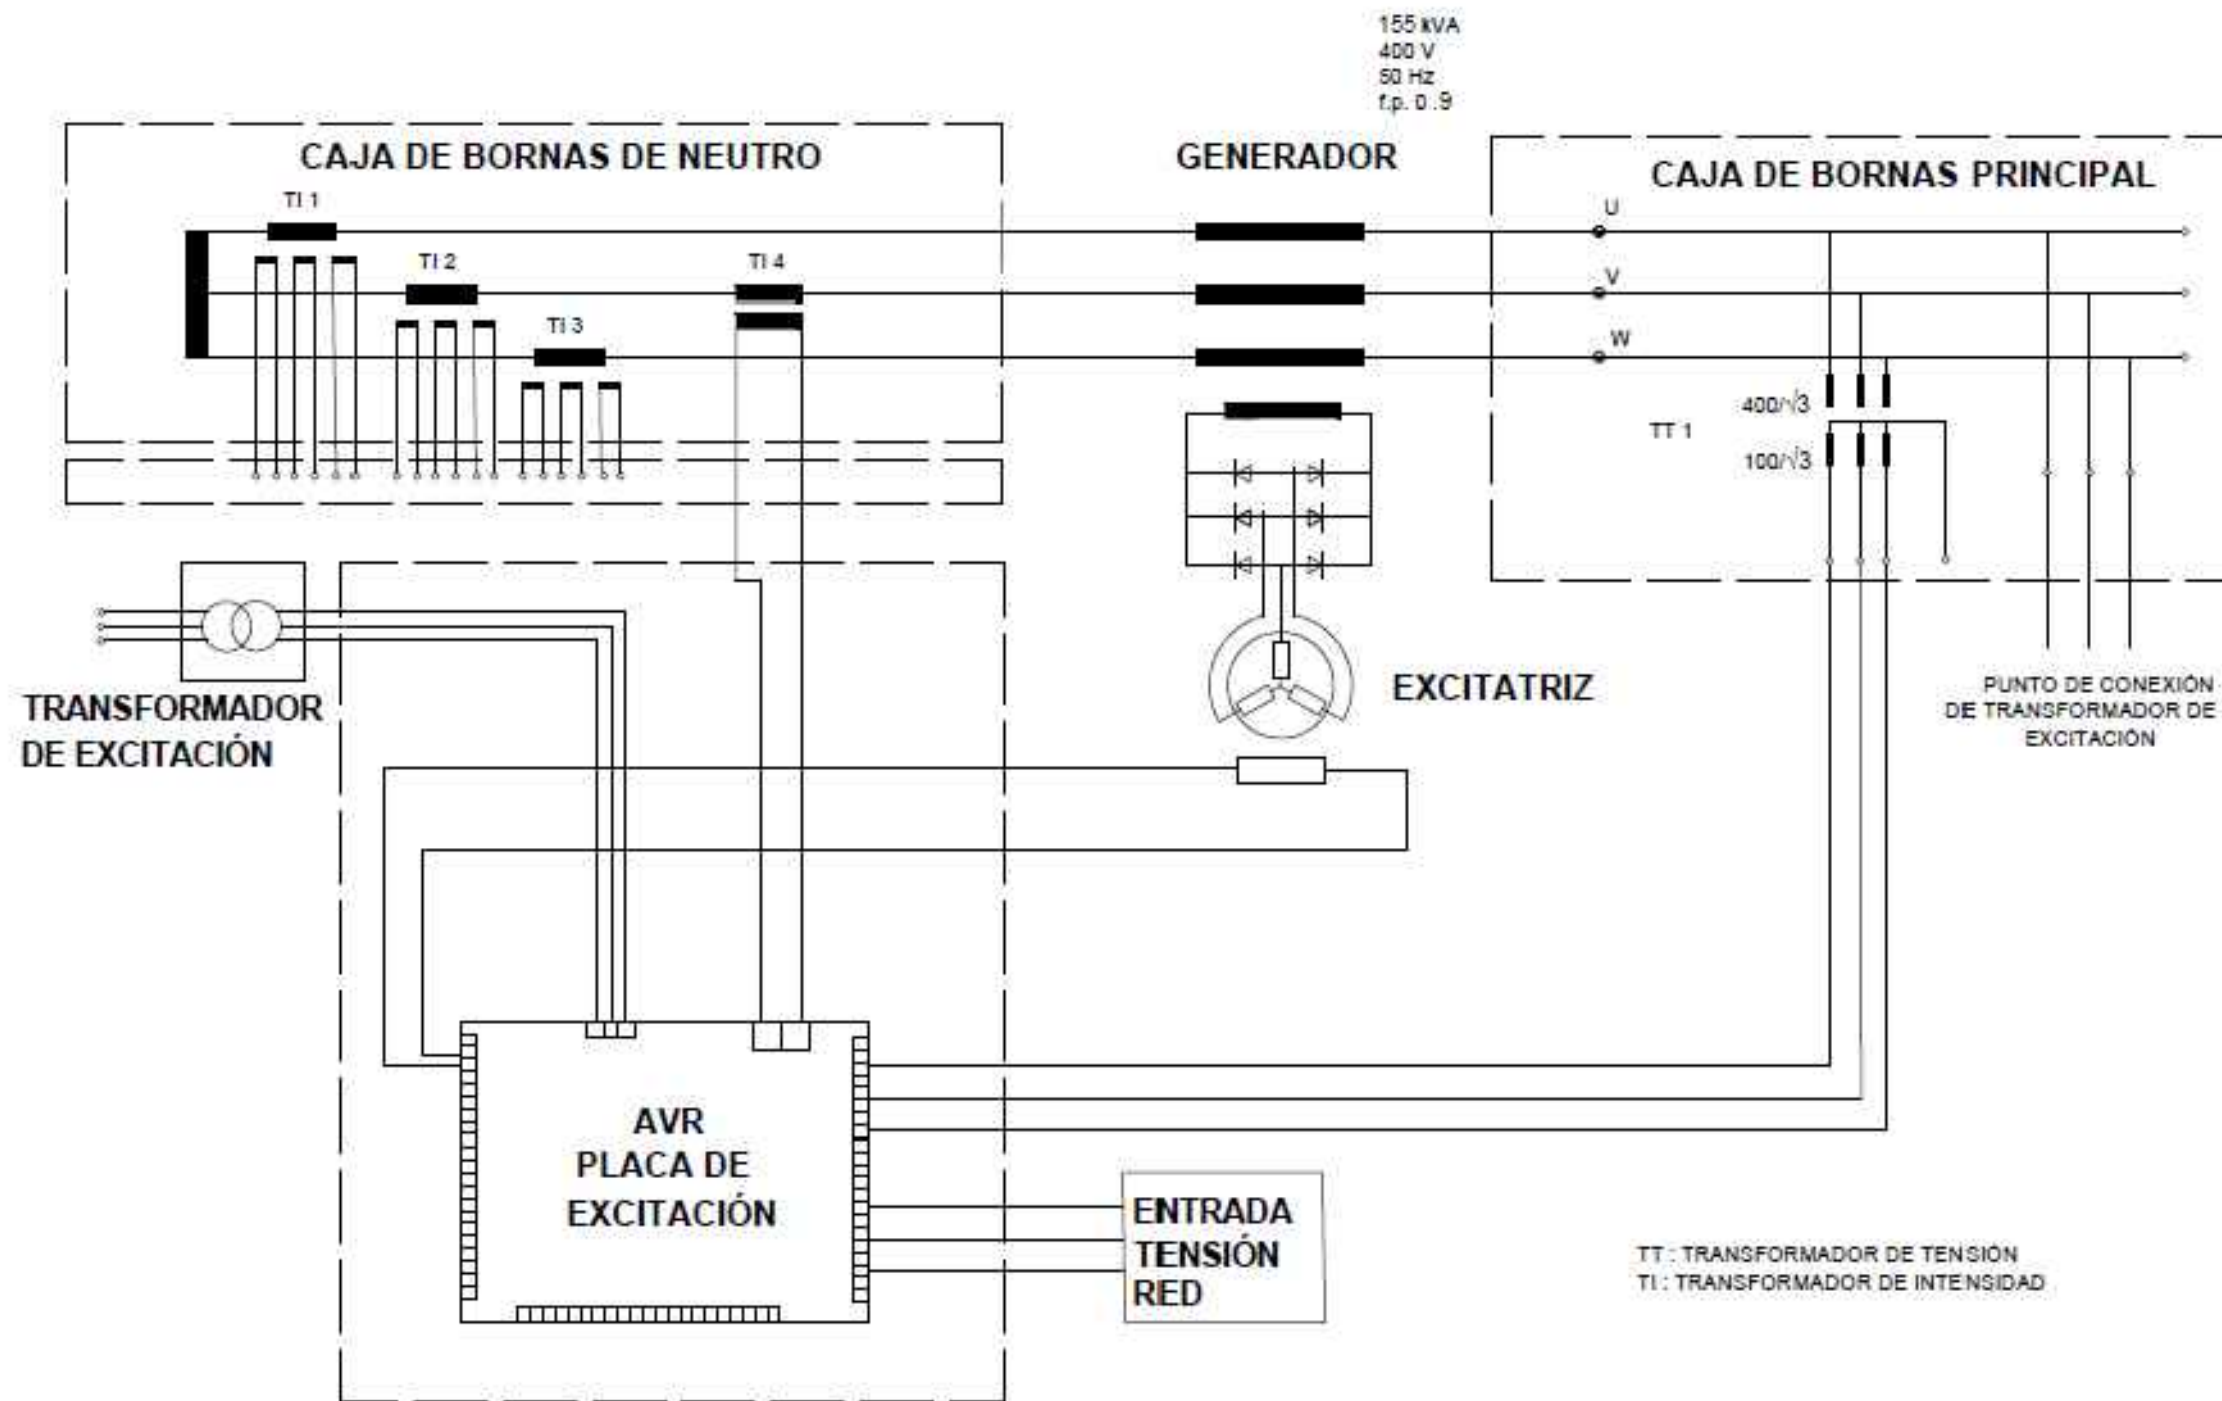 155 kVA
400 V
50 Hz
f.p. 0.9
CAJA DE BORNAS DE NEUTRO
GENERADOR
CAJA DE BORNAS PRINCIPAL
TI 1
U
TI 2
TI 4
V
TI 3
W
400/√3
TT 1
100/√3
TRANSFORMADOR
DE EXCITACIÓN
EXCITATRIZ
PUNTO DE CONEXIÓN
DE TRANSFORMADOR DE
EXCITACIÓN
AVR
PLACA DE
EXCITACIÓN
ENTRADA
TENSIÓN
RED
TT : TRANSFORMADOR DE TENSIÓN
TI : TRANSFORMADOR DE INTENSIDAD